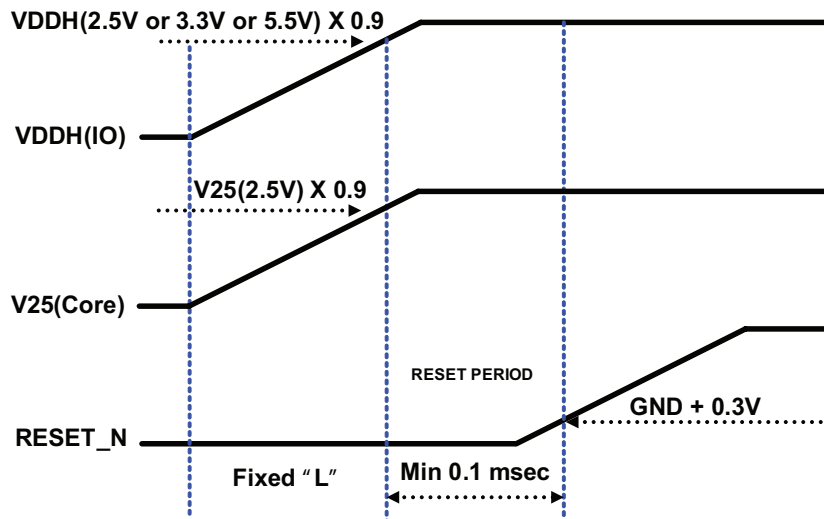 VDDH(2.5V or 3.3V or 5.5V) X 0.9
VDDH(IO)
V25(2.5V) X 0.9
V25(Core)
RESET PERIOD
GND + 0.3V
RESET_N
Fixed “L”
Min 0.1 msec